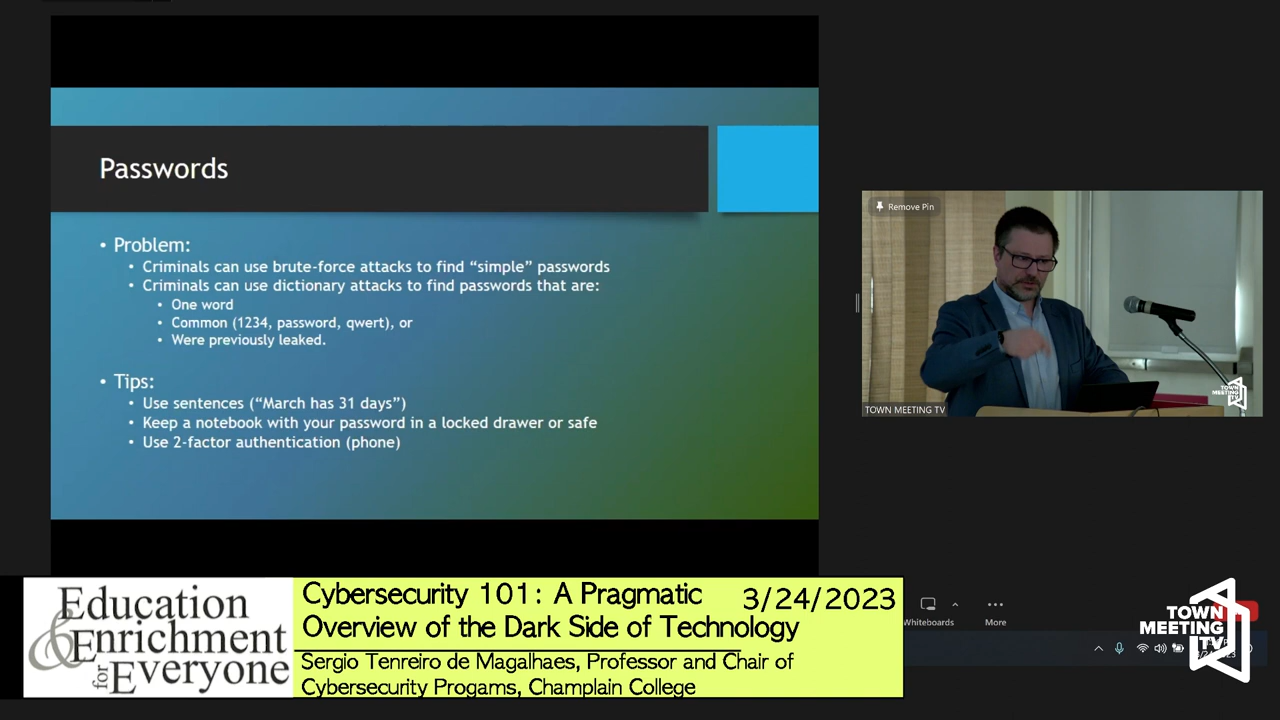 Passwords
• Problem:
• Criminals can use brute-force attacks to find “simple” passwords
• Criminals can use dictionary attacks to find passwords that are:
• One word
• Common (1234, password, qwert), or
• Were previously leaked.
• Tips:
• Use sentences (“March has 31 days”)
• Keep a notebook with your password in a locked drawer or safe
• Use 2-factor authentication (phone)
Remove Pin
TOWN MEETING TV
TOWN MEETING TV
Education
& Enrichment
for Everyone
Cybersecurity 101: A Pragmatic 3/24/2023
Overview of the Dark Side of Technology
Sergio Tenreiro de Magalhaes, Professor and Chair of
Cybersecurity Progams, Champlain College
Whiteboards
More
TOWN
MEETING
TV